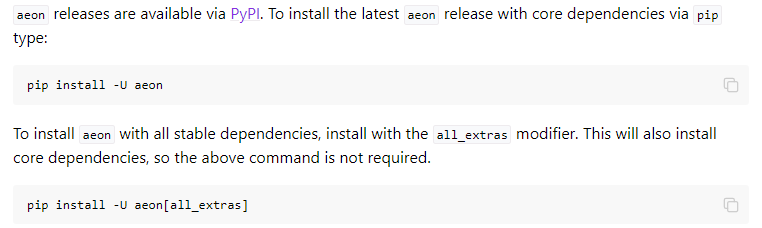 aeon releases are available via PyPI. To install the latest aeon release with core dependencies via pip
type:
pip install -U aeon
To install aeon with all stable dependencies, install with the all_extras modifier. This will also install
core dependencies, so the above command is not required.
pip install -U aeon[all_extras]